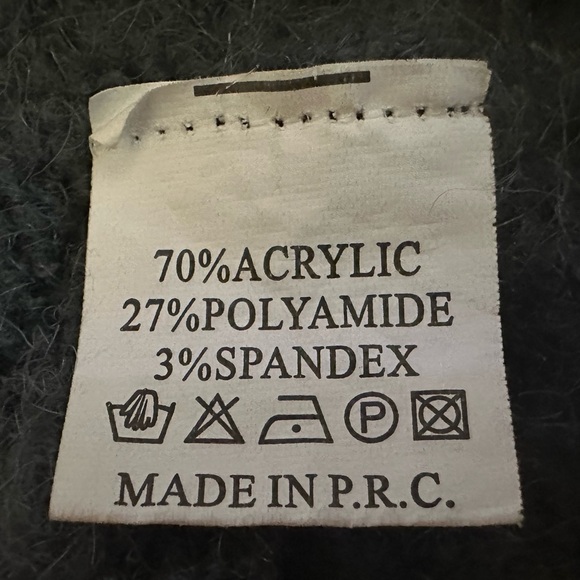 70%ACRYLIC
27%POLYAMIDE
3%SPANDEX
P
MADE IN P.R.C.